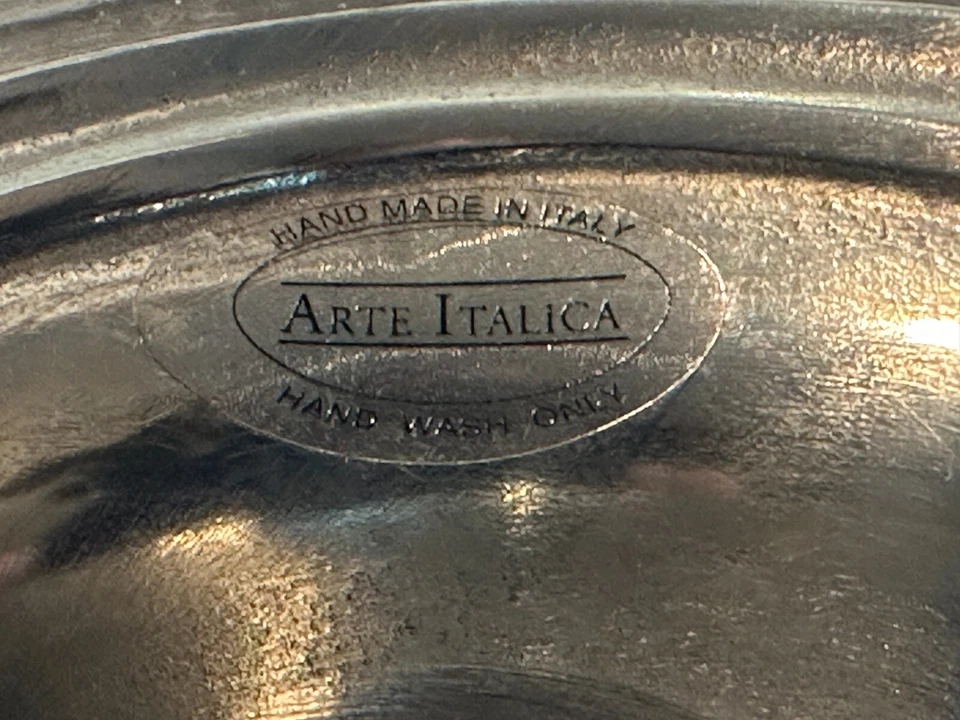 HAND MADE IN ITALY
ARTE ITALICA
HAND WASH ONLY